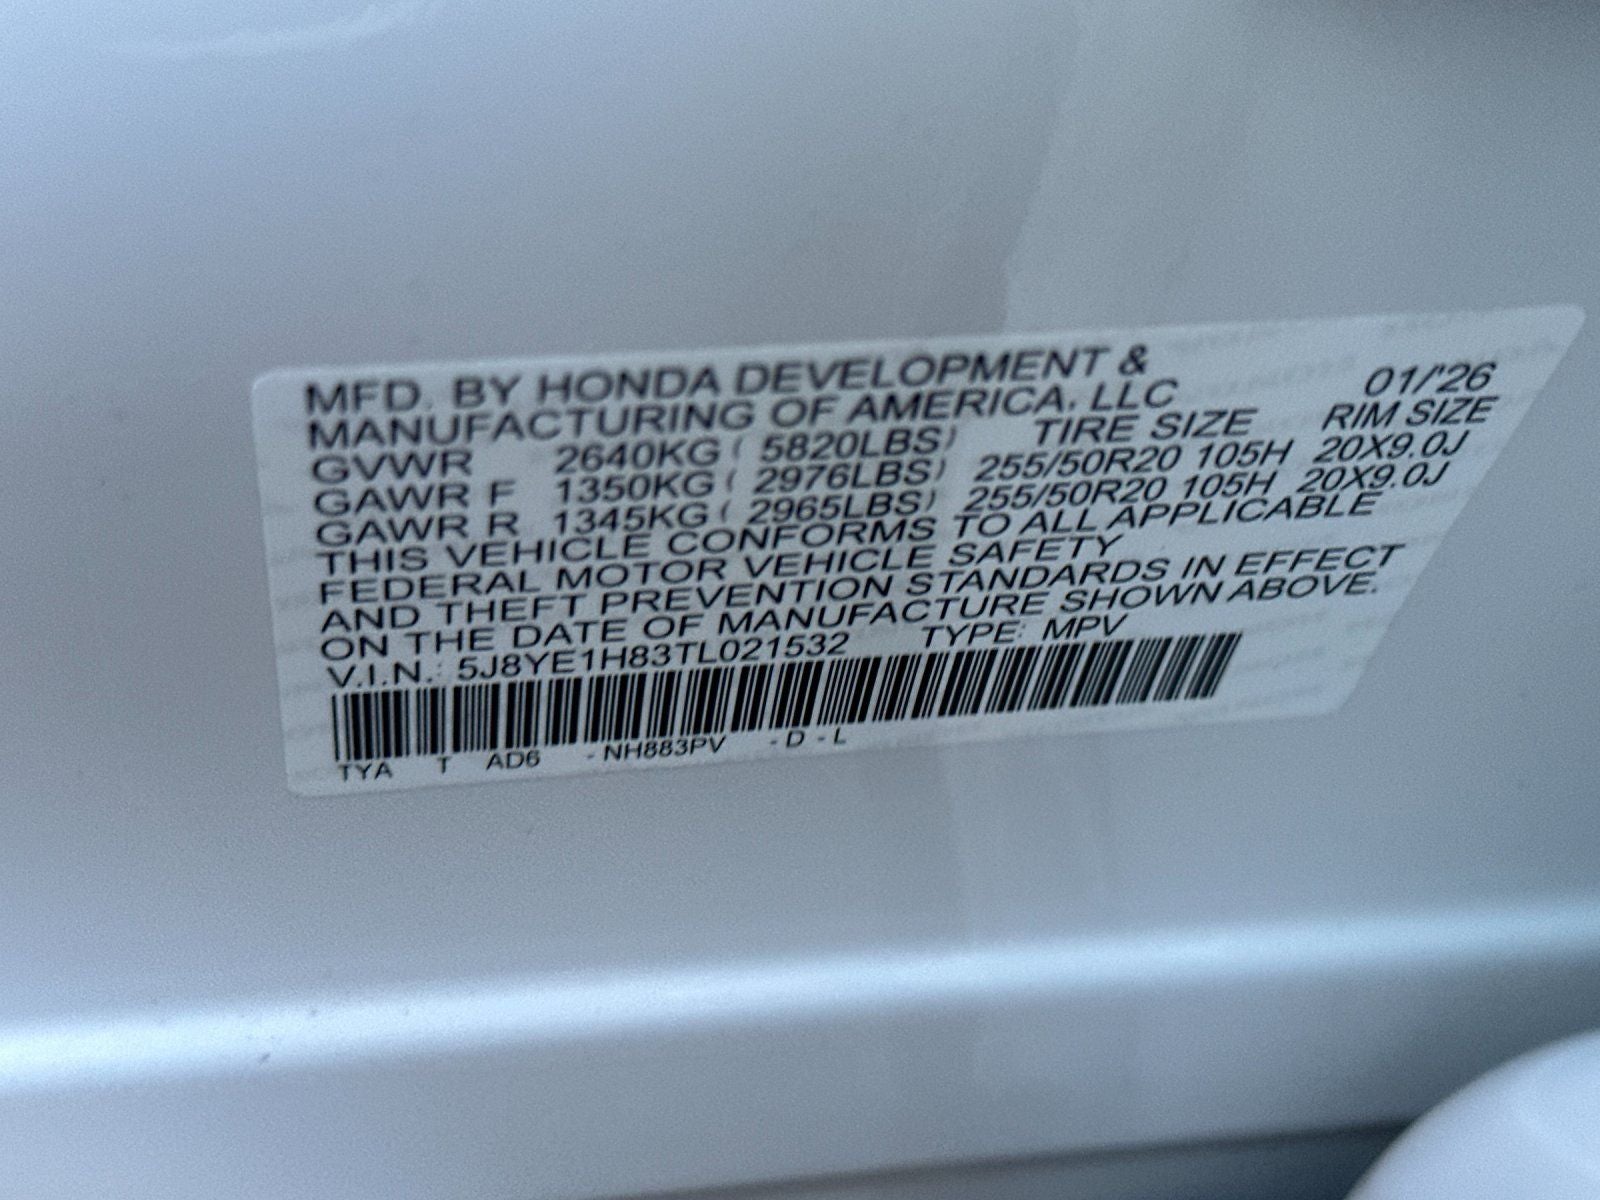 MFD. BY HONDA DEVELOPMENT &
MANUFACTURING OF AMERICA, LLC 01/'26
GVWR 2640KG ( 5820LBS) TIRE SIZE RIM SIZE
GAWR F 1350KG ( 2976LBS) 255/50R20 105H 20X9.0J
GAWR R 1345KG ( 2965LBS) 255/50R20 105H 20X9.0J
THIS VEHICLE CONFORMS TO ALL APPLICABLE
FEDERAL MOTOR VEHICLE SAFETY
AND THEFT PREVENTION STANDARDS IN EFFECT
ON THE DATE OF MANUFACTURE SHOWN ABOVE.
V.I.N.: 5J8YE1H83TL021532 TYPE: MPV
TYA T AD6 - NH883PV - D - L